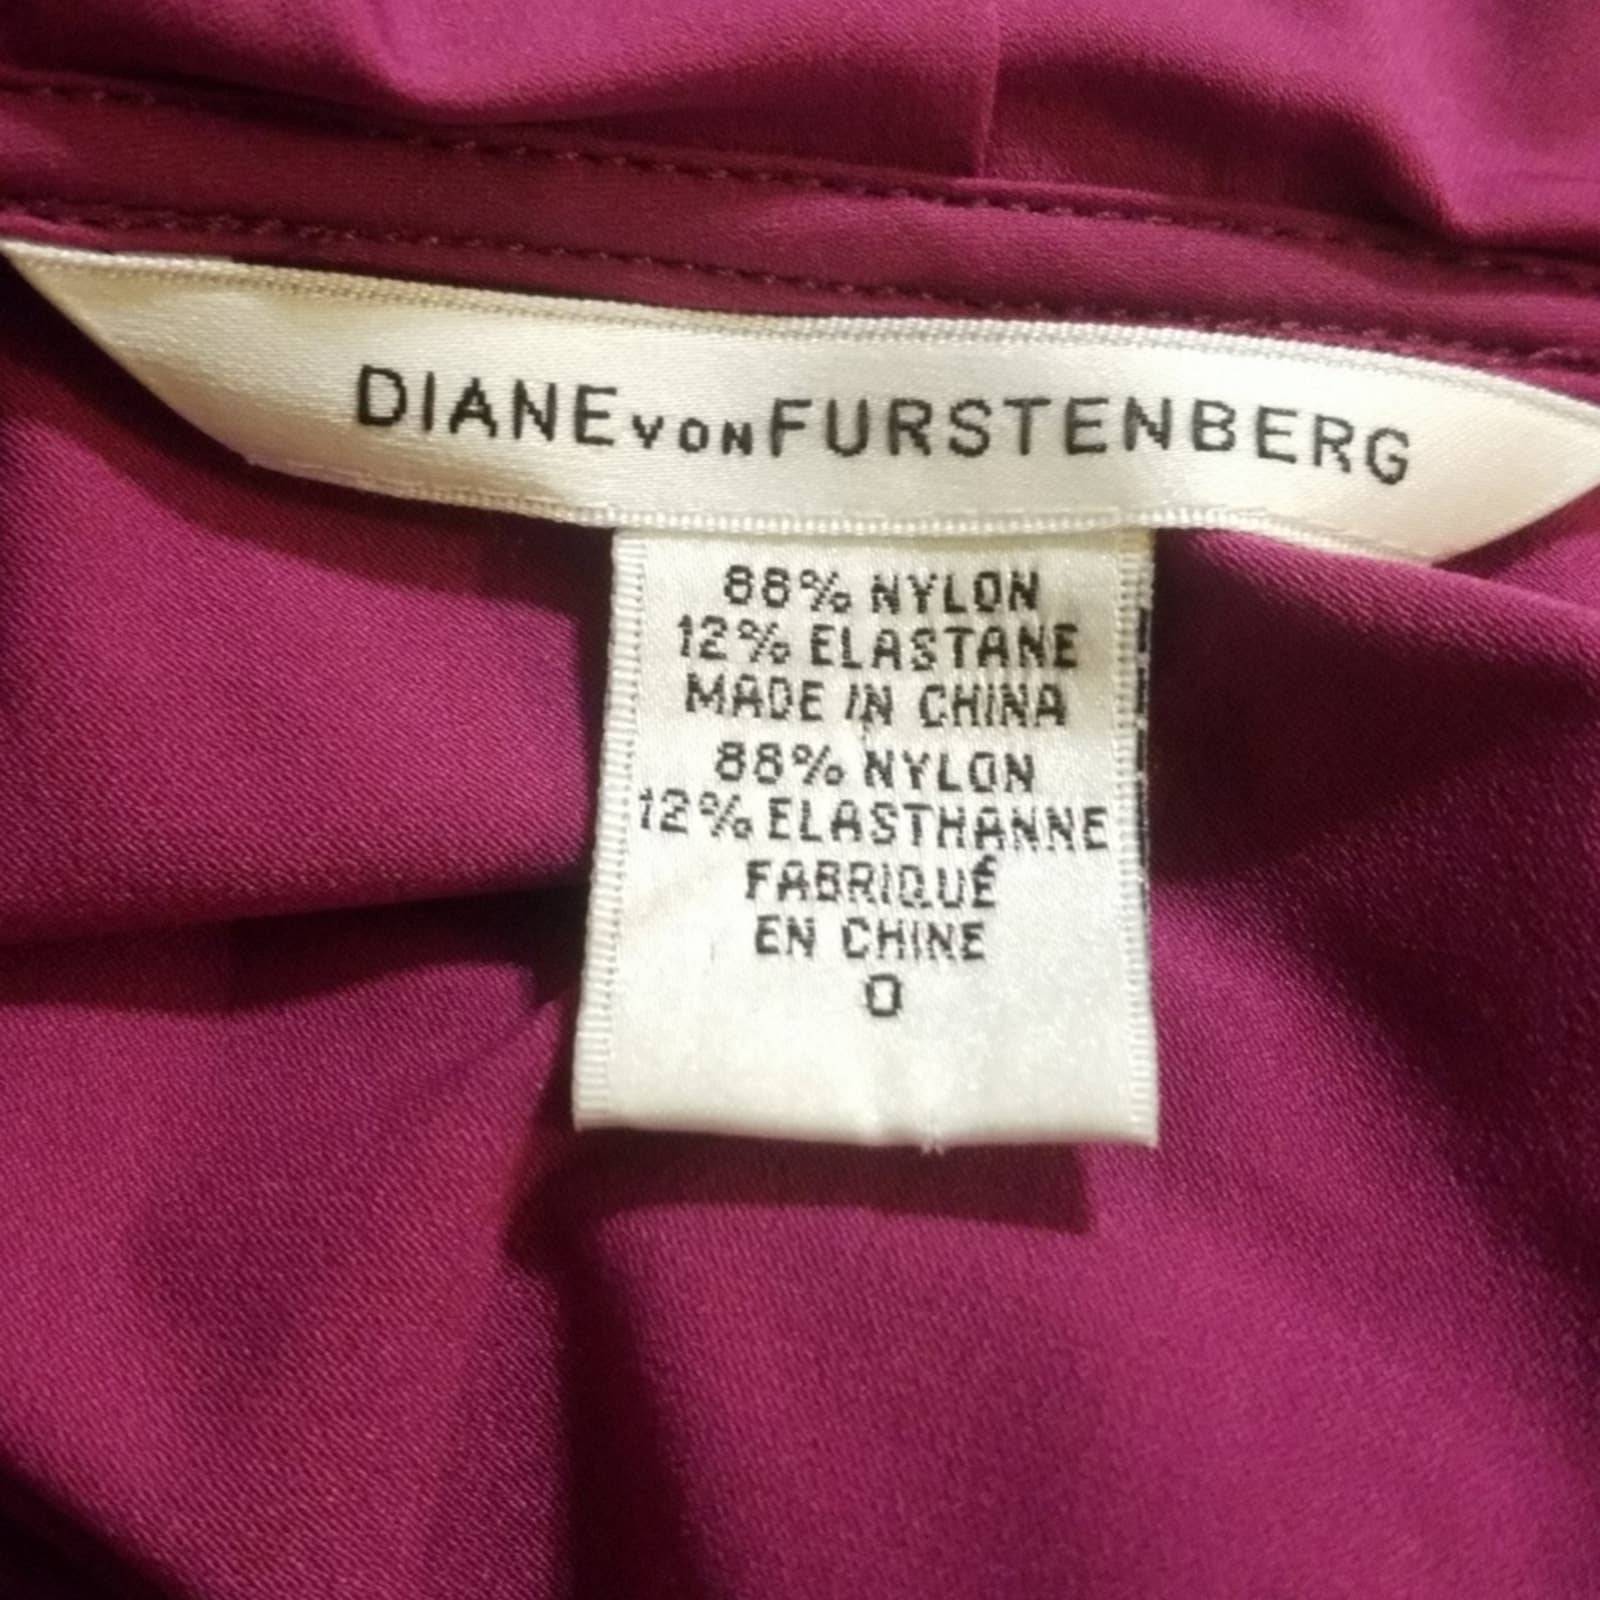 DIANE VON FURSTENBERG
88% NYLON
12% ELASTANE
MADE IN CHINA
88% NYLON
12% ELASTHANNE
FABRIQUÉ
EN CHINE
0